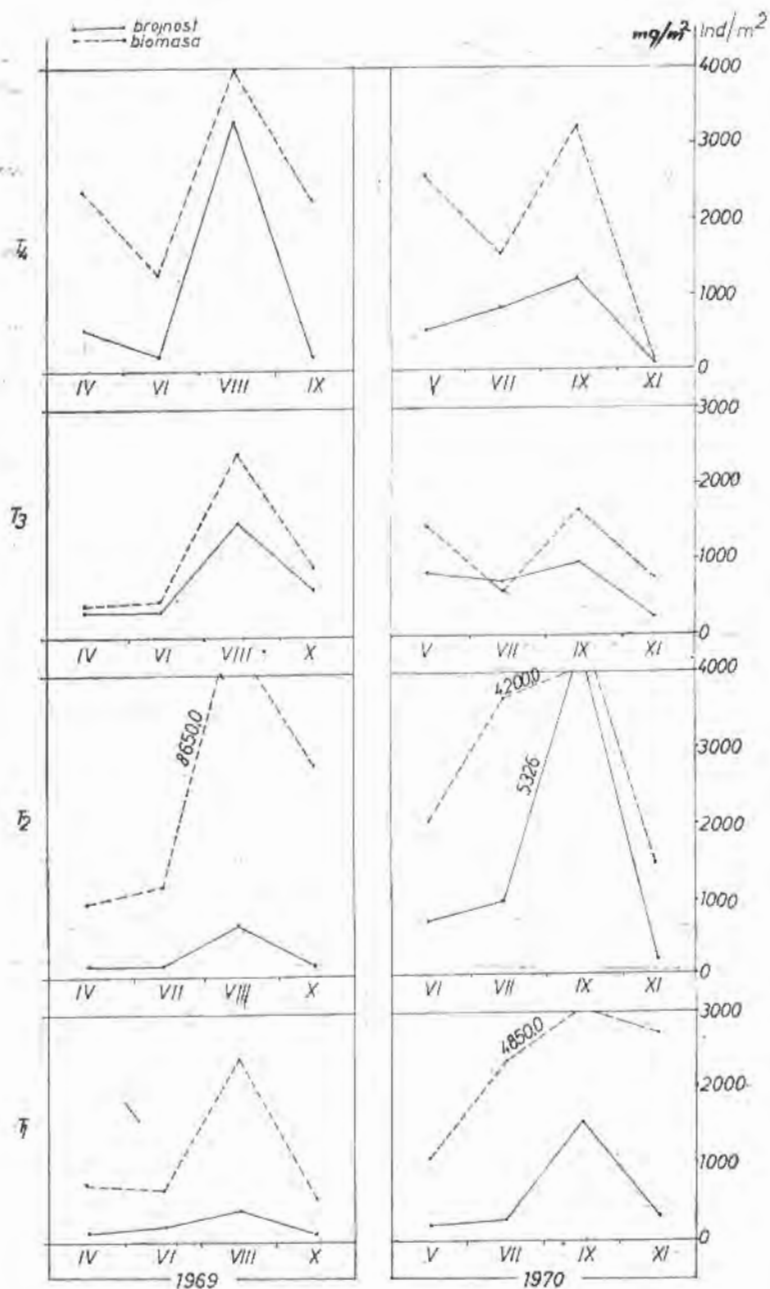 brojnost
biomasa
mg/m² Ind/m²
4000
3000
2000
1000
0
T4
IV VI VIII IX
V VII IX XI
3000
2000
1000
0
T3
IV VI VIII X
V VII IX XI
4000
3000
2000
1000
0
T2
8650.0
4200.0
5326
IV VII VIII X
VI VII IX XI
3000
2000
1000
0
T1
4850.0
IV VI VIII X
V VII IX XI
1969
1970